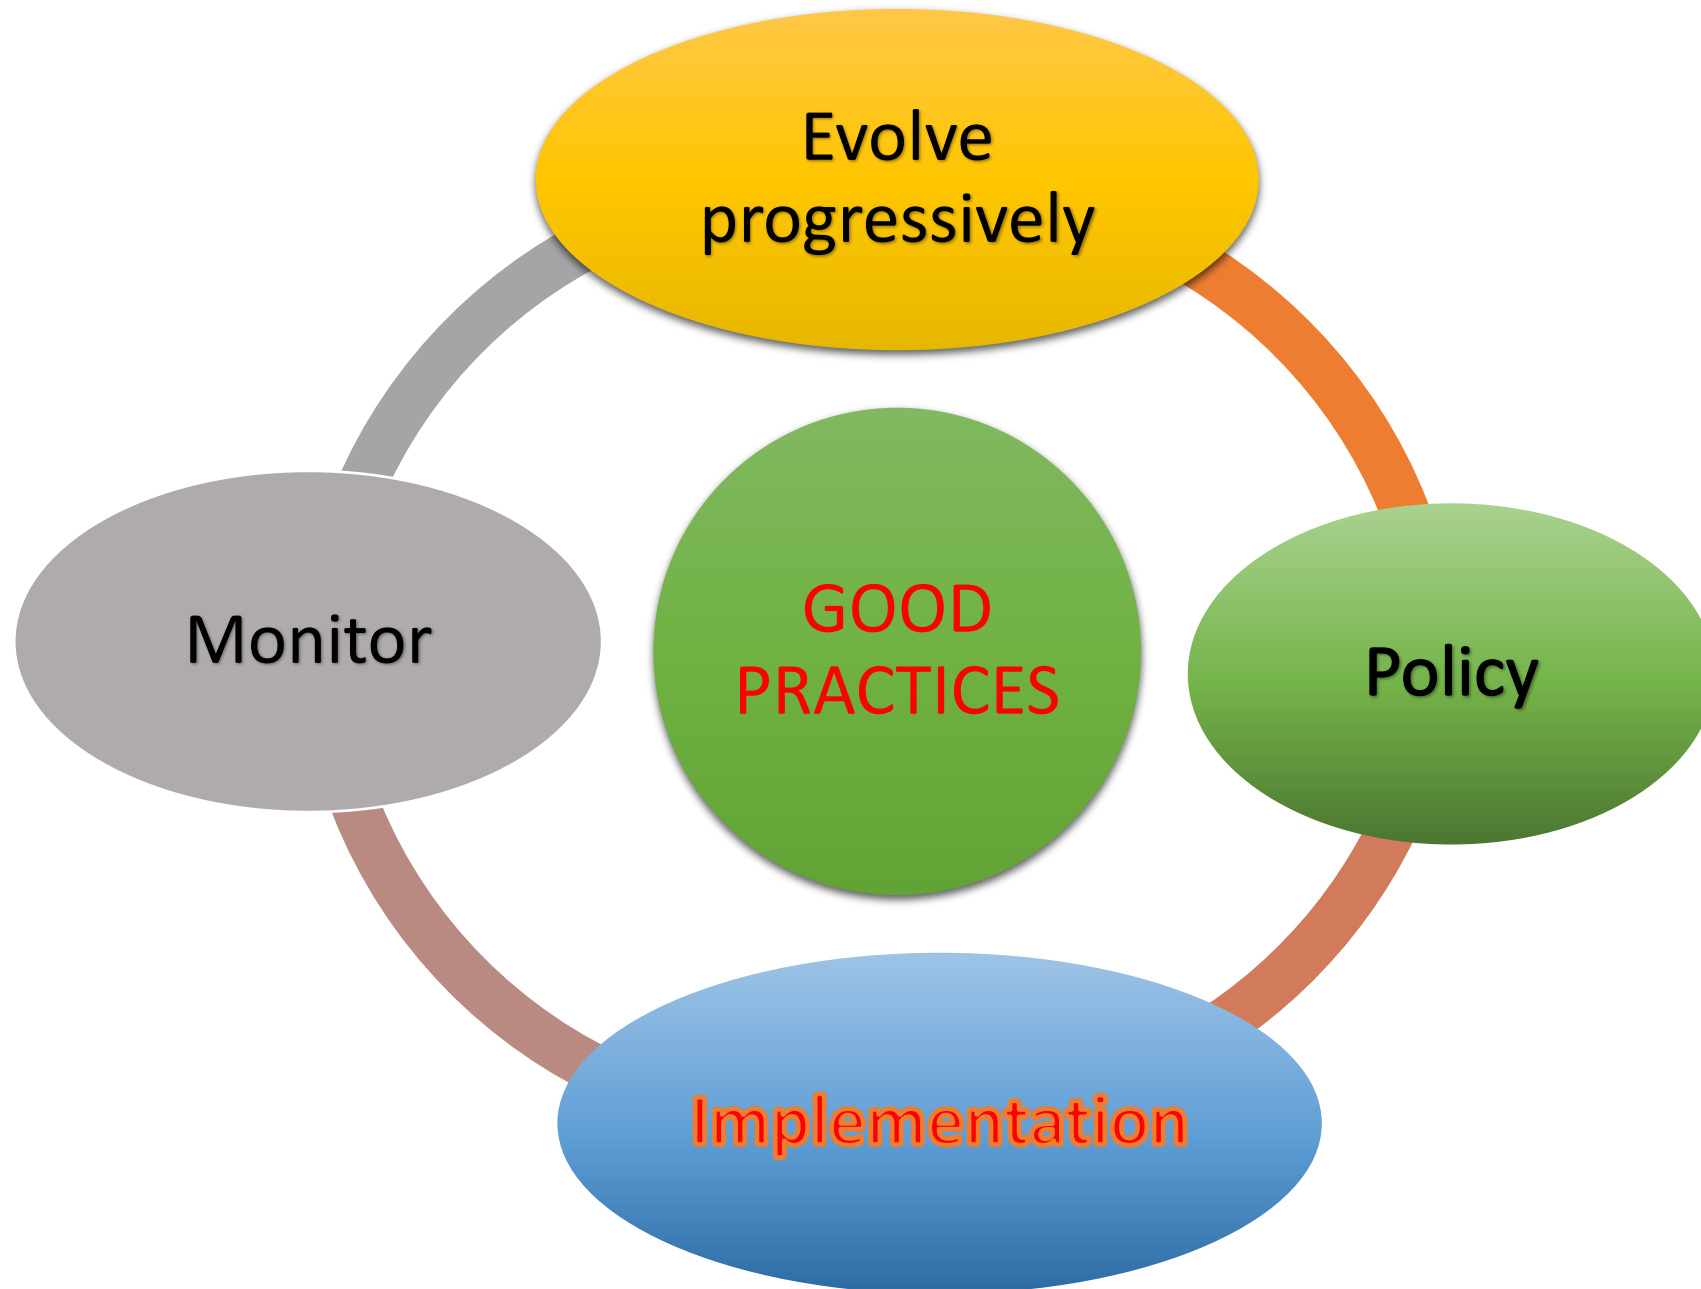 Evolve
progressively
GOOD
PRACTICES
Monitor
Policy
Implementation